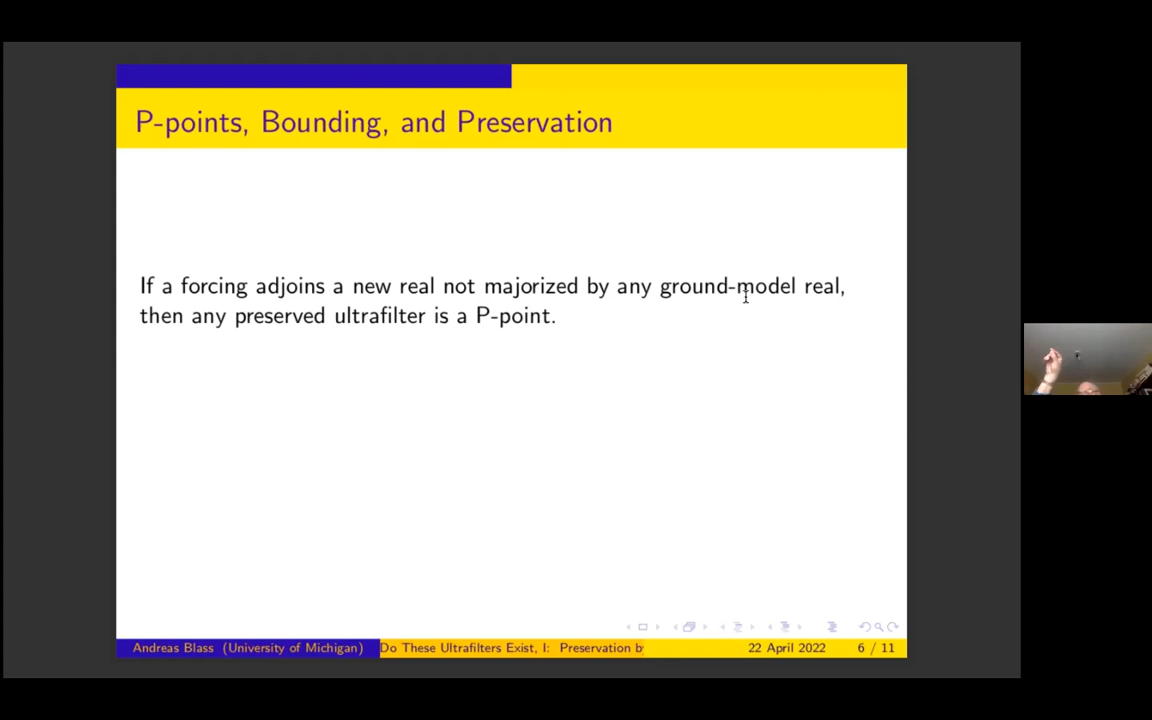 P-points, Bounding, and Preservation
If a forcing adjoins a new real not majorized by any ground-model real,
then any preserved ultrafilter is a P-point.
Andreas Blass (University of Michigan) Do These Ultrafilters Exist, I: Preservation b 22 April 2022 6 / 11